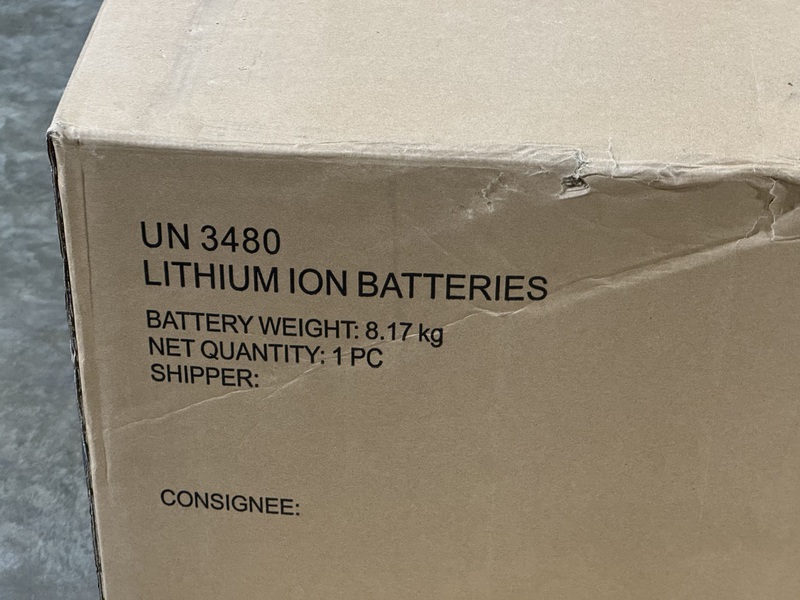 UN 3480
LITHIUM ION BATTERIES
BATTERY WEIGHT: 8.17 kg
NET QUANTITY: 1 PC
SHIPPER:
CONSIGNEE: